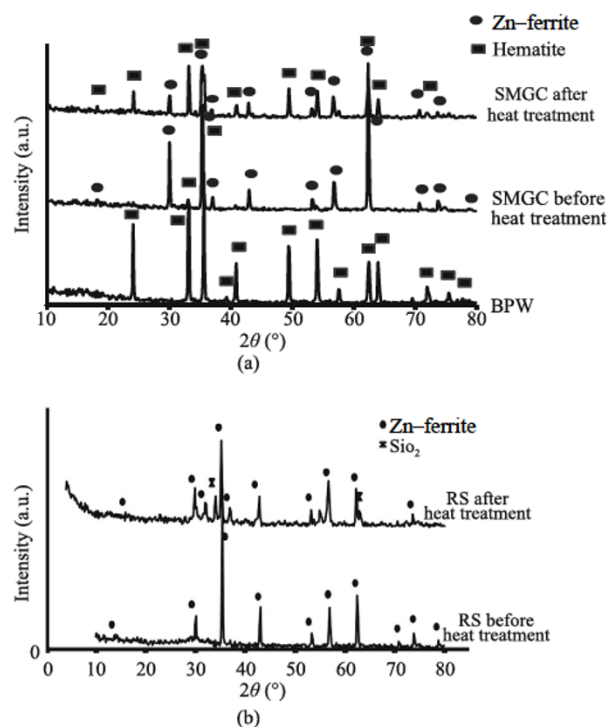 Zn–ferrite
Hematite
SMGC after
heat treatment
SMGC before
heat treatment
BPW
Intensity (a.u.)
10 20 30 40 50 60 70 80
2θ (°)
(a)
Zn–ferrite
Sio₂
RS after
heat treatment
RS before
heat treatment
Intensity (a.u.)
0
0 10 20 30 40 50 60 70 80
2θ (°)
(b)